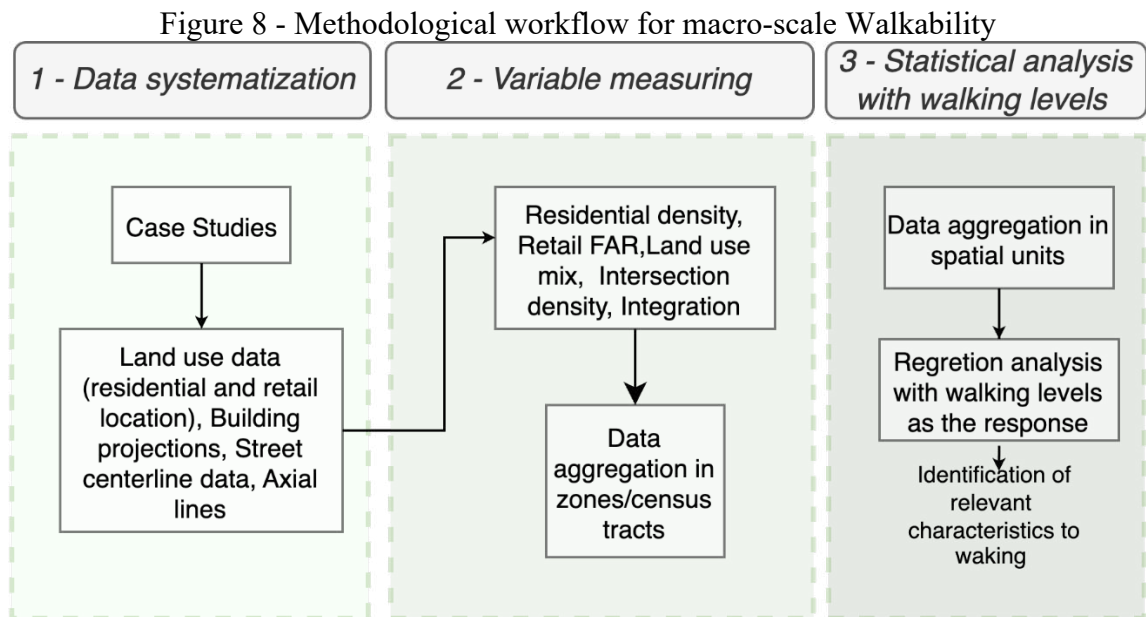 Figure 8 - Methodological workflow for macro-scale Walkability
1 - Data systematization
2 - Variable measuring
3 - Statistical analysis
with walking levels
Case Studies
Land use data
(residential and retail
location), Building
projections, Street
centerline data, Axial
lines
Residential density,
Retail FAR,Land use
mix, Intersection
density, Integration
Data
aggregation in
zones/census
tracts
Data aggregation in
spatial units
Regretion analysis
with walking levels
as the response
Identification of
relevant
characteristics to
waking